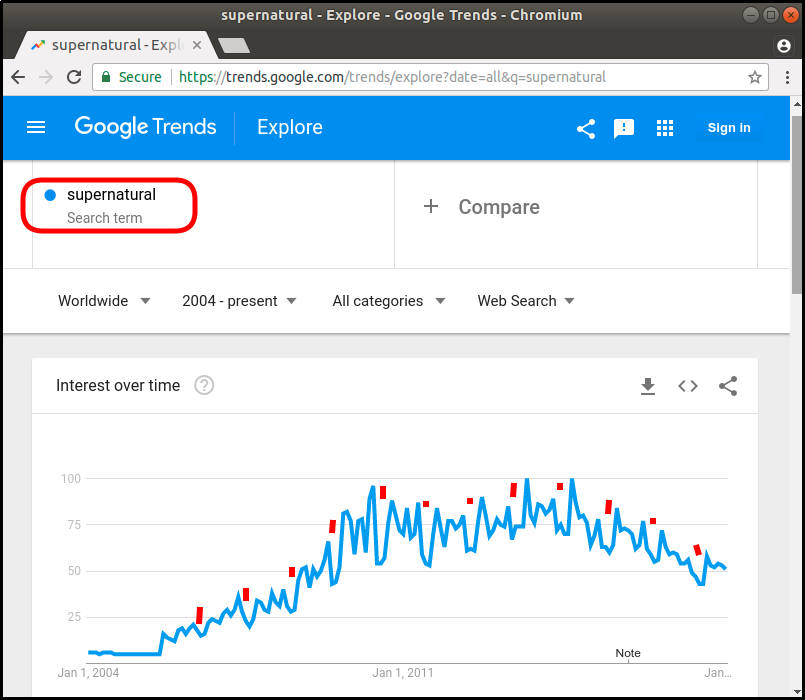 supernatural - Explore - Google Trends - Chromium
supernatural - Expl
Secure https://trends.google.com/trends/explore?date=all&q=supernatural
Google Trends Explore Sign in
supernatural
Search term
+ Compare
Worldwide 2004 - present All categories Web Search
Interest over time ?
100
75
50
25
Note
Jan 1, 2004 Jan 1, 2011 Jan...